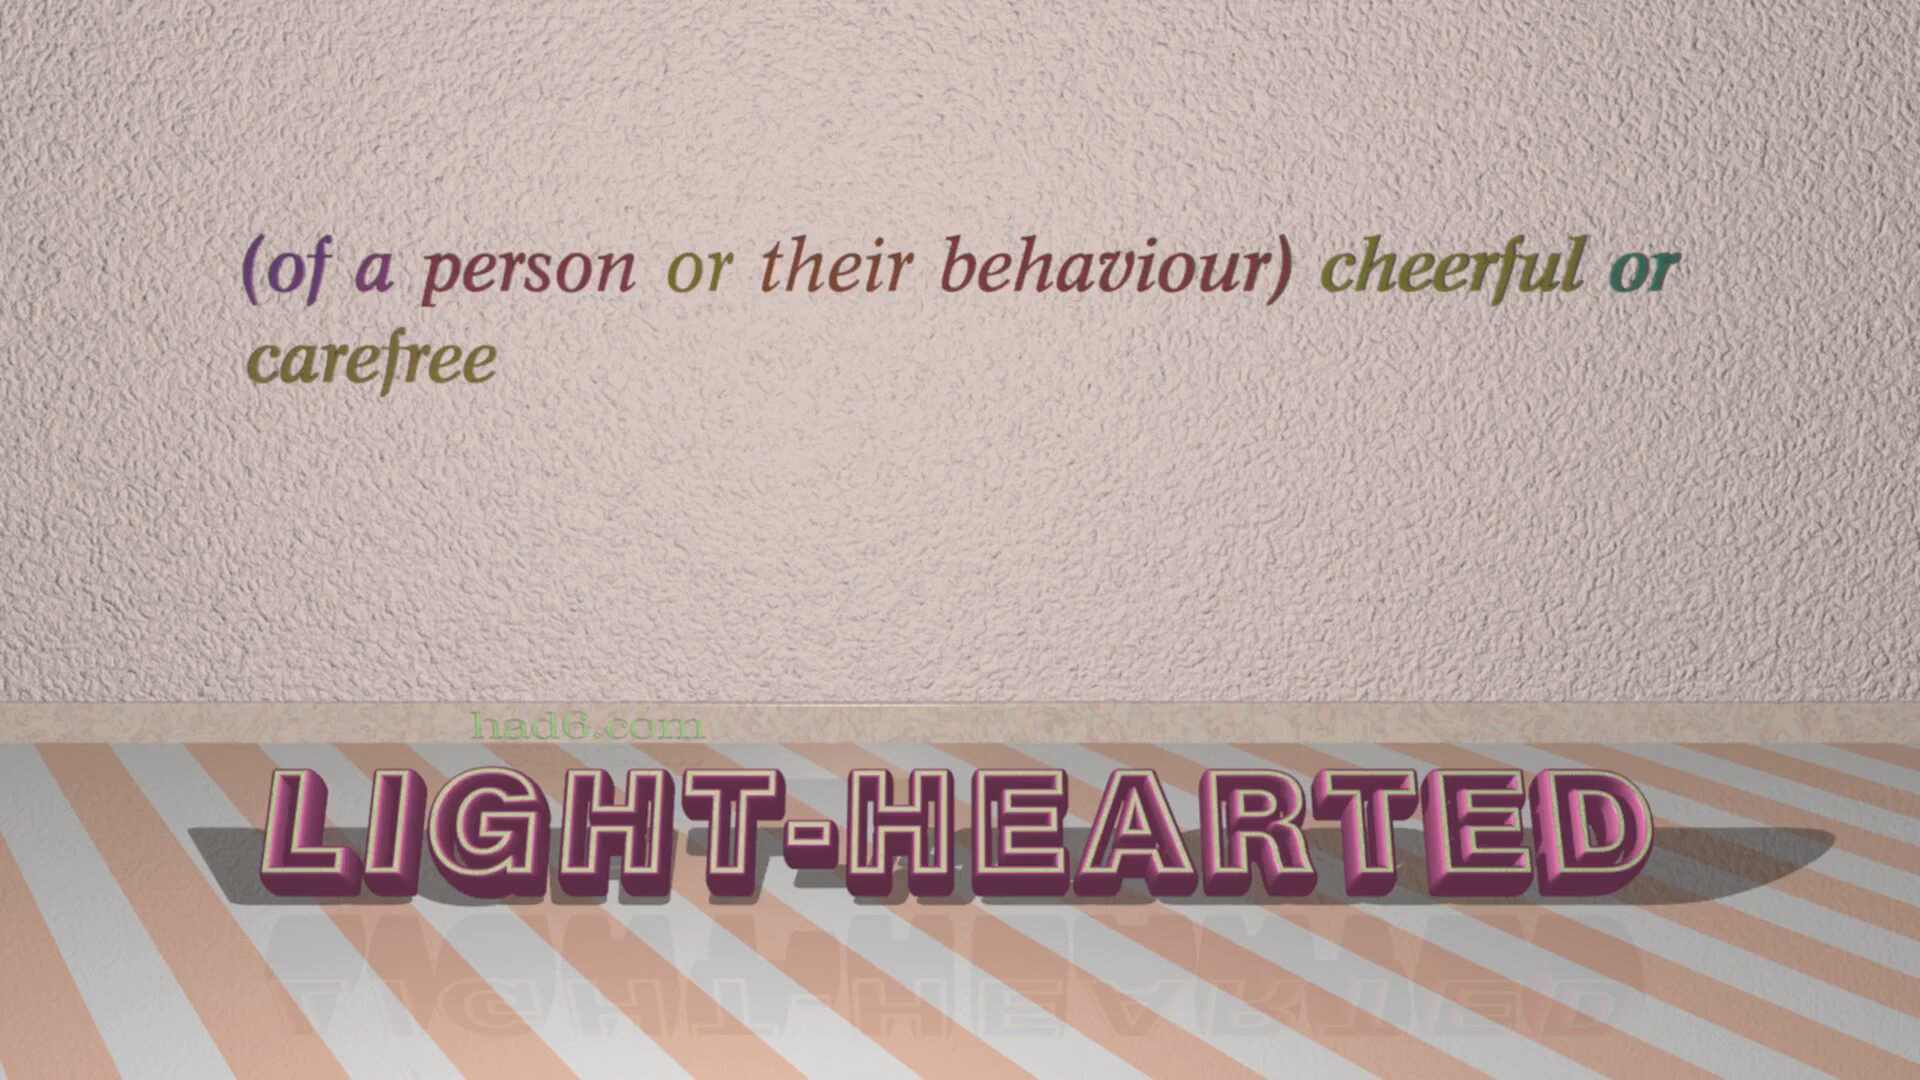 (of a person or their behaviour) cheerful or
carefree
had6.com
LIGHT-HEARTED